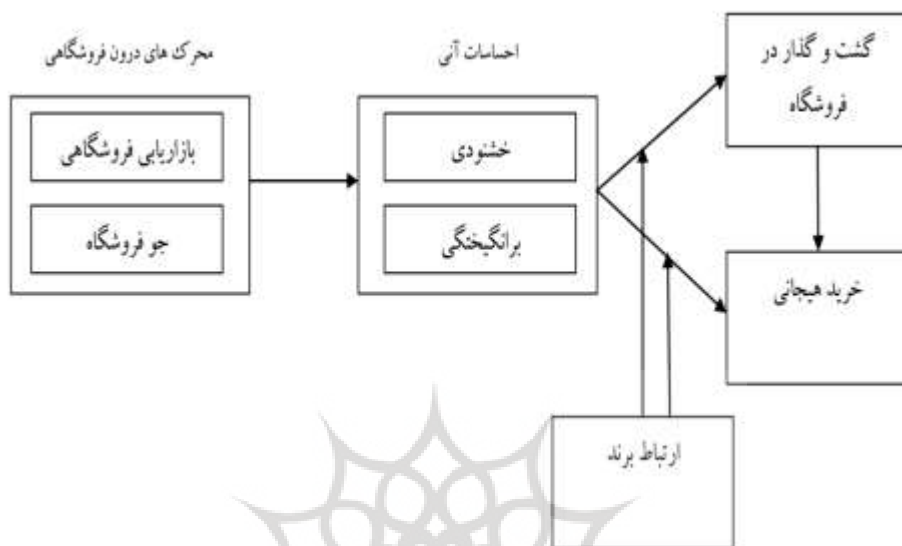 محرک های درون فروشگاهی
بازاریابی فروشگاهی
جو فروشگاه
احساسات آنی
خشنودی
برانگیختگی
گشت و گذار در
فروشگاه
خرید هیجانی
ارتباط برند